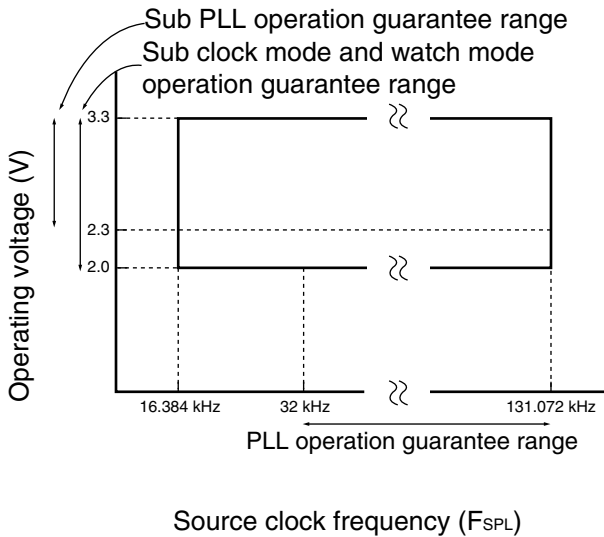 Sub PLL operation guarantee range
Sub clock mode and watch mode
operation guarantee range
Operating voltage (V)
3.3
2.3
2.0
16.384 kHz
32 kHz
131.072 kHz
PLL operation guarantee range
Source clock frequency (FSPL)